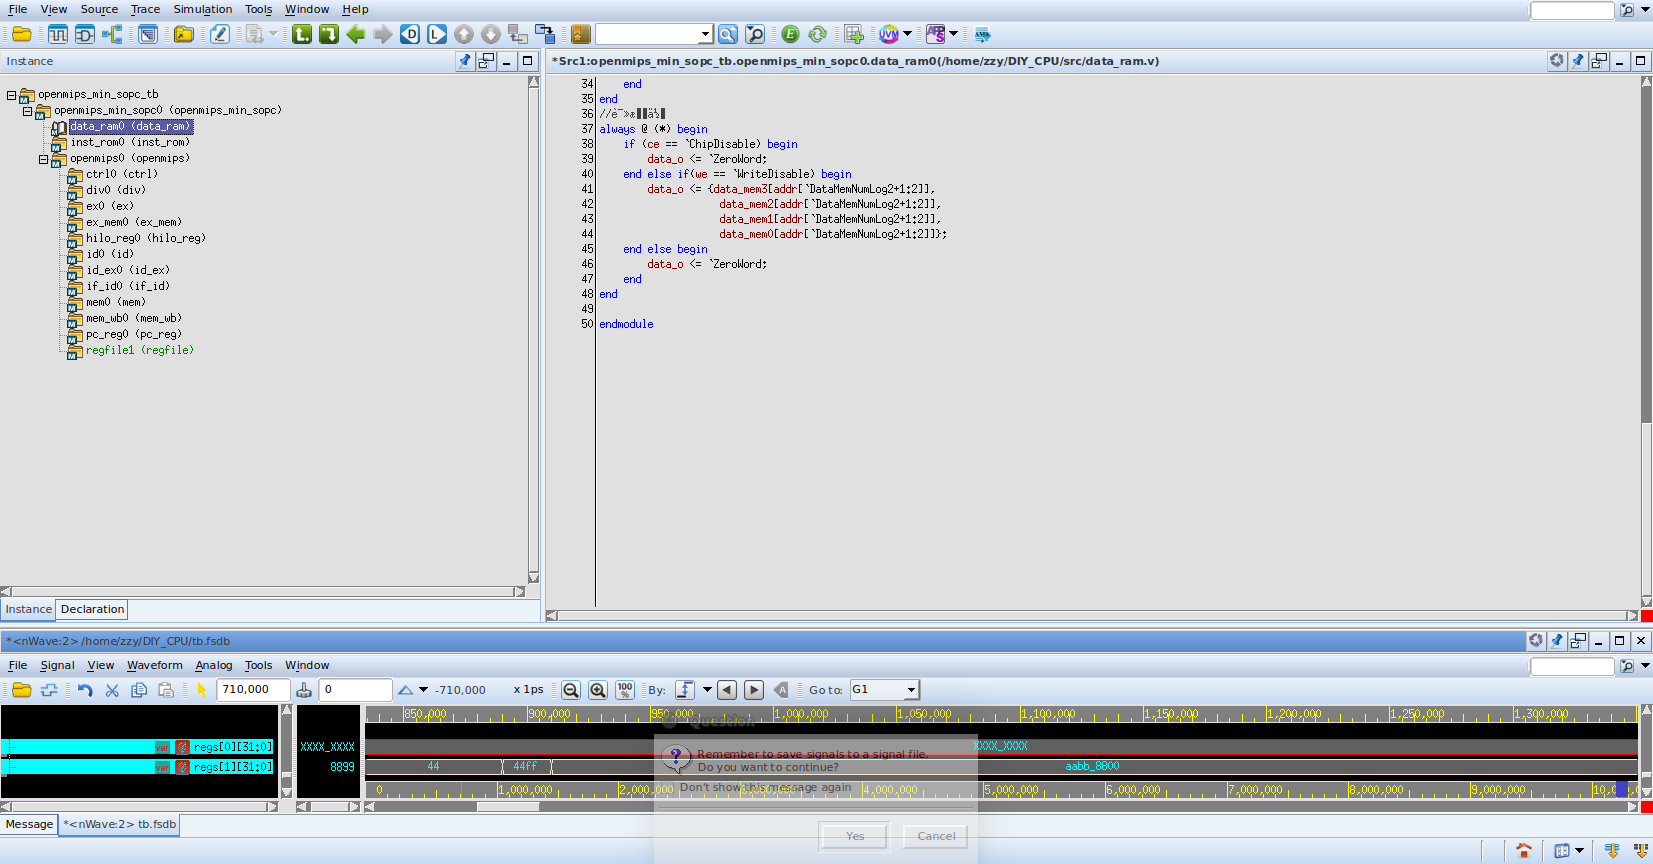 File View Source Trace Simulation Tools Window Help
Instance
*Src1:openmips_min_sopc_tb.openmips_min_sopc0.data_ram0(/home/zzy/DIY_CPU/src/data_ram.v)
openmips_min_sopc_tb
openmips_min_sopc0 (openmips_min_sopc)
data_ram0 (data_ram)
inst_rom0 (inst_rom)
openmips0 (openmips)
ctrl0 (ctrl)
div0 (div)
ex0 (ex)
ex_mem0 (ex_mem)
hilo_reg0 (hilo_reg)
id0 (id)
id_ex0 (id_ex)
if_id0 (if_id)
mem0 (mem)
mem_wb0 (mem_wb)
pc_reg0 (pc_reg)
regfile1 (regfile)
34 end
35 end
36 //
37 always @ (*) begin
38 if (ce == `ChipDisable) begin
39 data_o <= `ZeroWord;
40 end else if(we == `WriteDisable) begin
41 data_o <= {data_mem3[addr[`DataMemNumLog2+1:2]],
42 data_mem2[addr[`DataMemNumLog2+1:2]],
43 data_mem1[addr[`DataMemNumLog2+1:2]],
44 data_mem0[addr[`DataMemNumLog2+1:2]]};
45 end else begin
46 data_o <= `ZeroWord;
47 end
48 end
49
50 endmodule
Instance Declaration
*<nWave:2> /home/zzy/DIY_CPU/tb.fsdb
File Signal View Waveform Analog Tools Window
710,000 0 -710,000 x 1ps 100% By: Go to: G1
850,000 900,000 950,000 1,000,000 1,050,000 1,100,000 1,150,000 1,200,000 1,250,000 1,300,000
Question
var regs[0][31:0] XXXX_XXXX XXXX_XXXX
var regs[1][31:0] 8899 44 44ff aabb_8800
Remember to save signals to a signal file.
Do you want to continue?
Don't show this message again
0 1,000,000 2,000,000 3,000,000 4,000,000 5,000,000 6,000,000 7,000,000 8,000,000 9,000,000
Yes Cancel
Message *<nWave:2> tb.fsdb